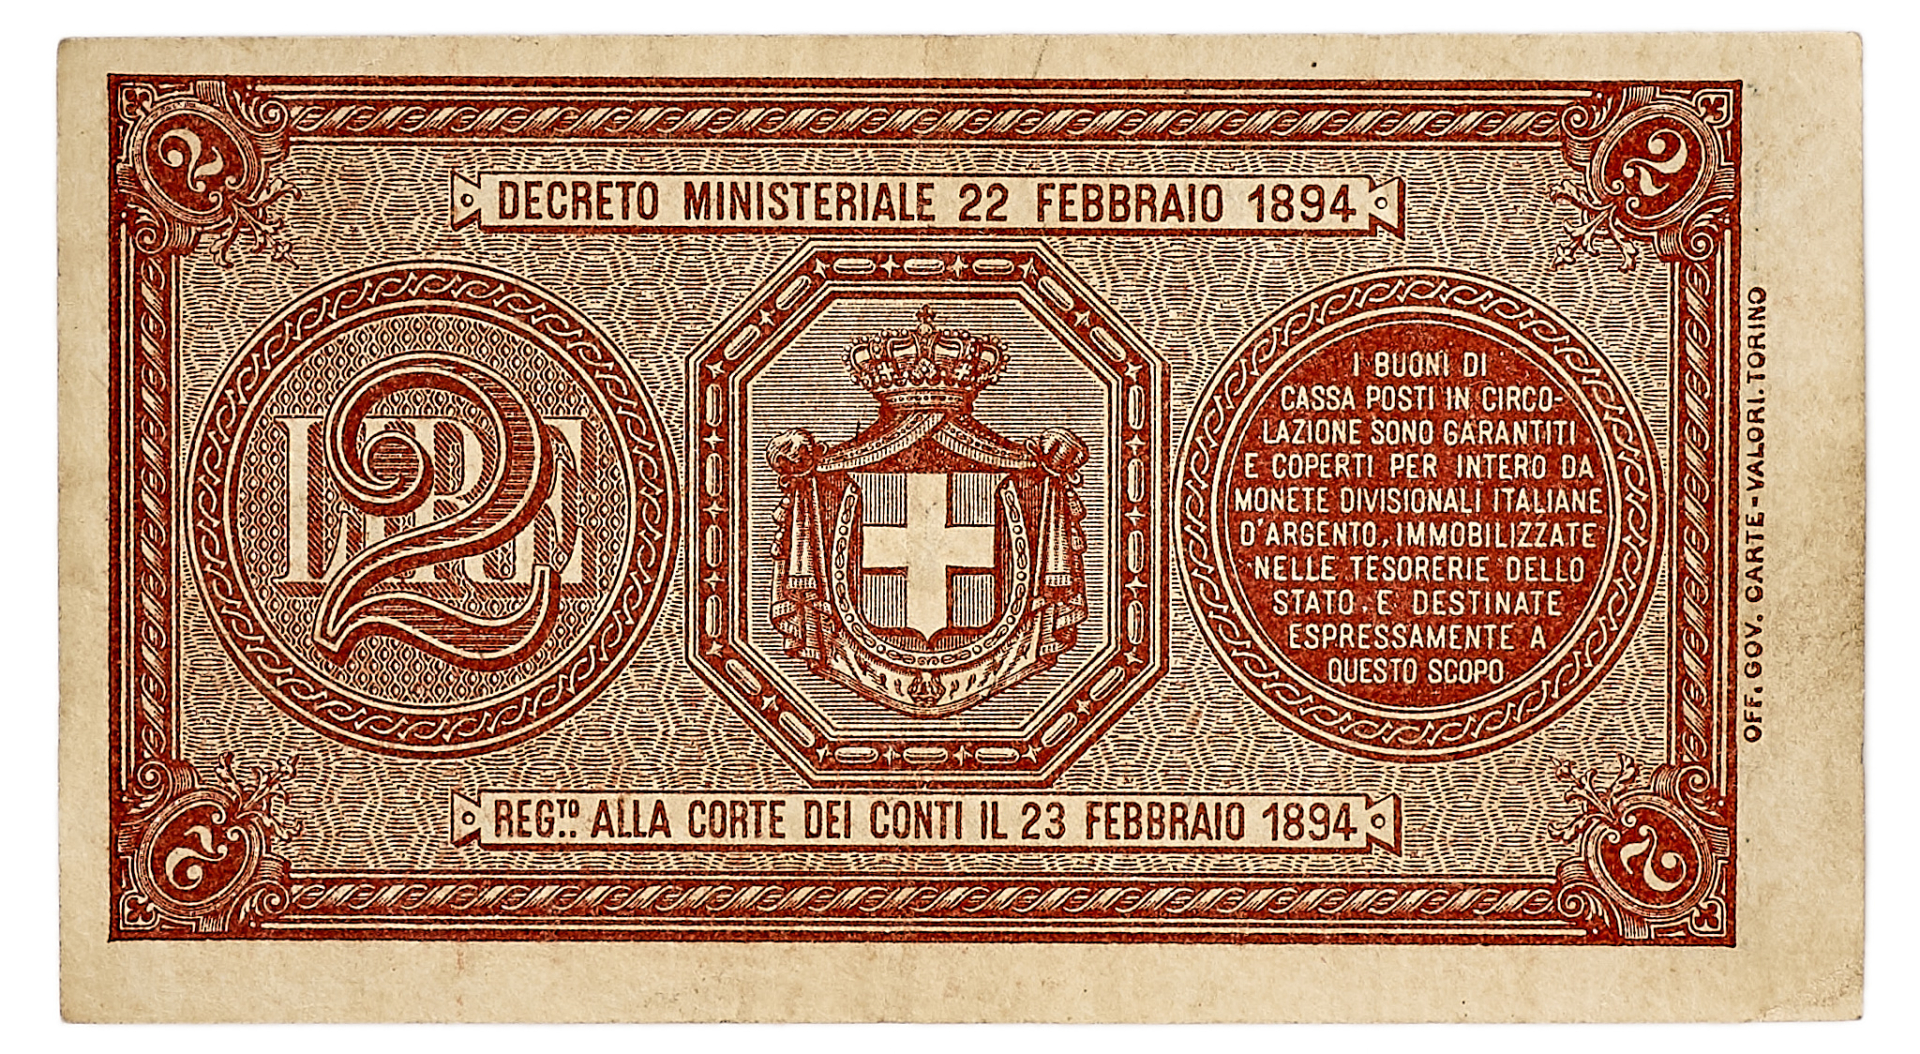 2
2
DECRETO MINISTERIALE 22 FEBBRAIO 1894
LIRE
2
I BUONI DI
CASSA POSTI IN CIRCO-
LAZIONE SONO GARANTITI
E COPERTI PER INTERO DA
MONETE DIVISIONALI ITALIANE
D'ARGENTO, IMMOBILIZZATE
NELLE TESORERIE DELLO
STATO, E DESTINATE
ESPRESSAMENTE A
QUESTO SCOPO
OFF. GOV. CARTE-VALORI. TORINO
REG.TO ALLA CORTE DEI CONTI IL 23 FEBBRAIO 1894
2
2